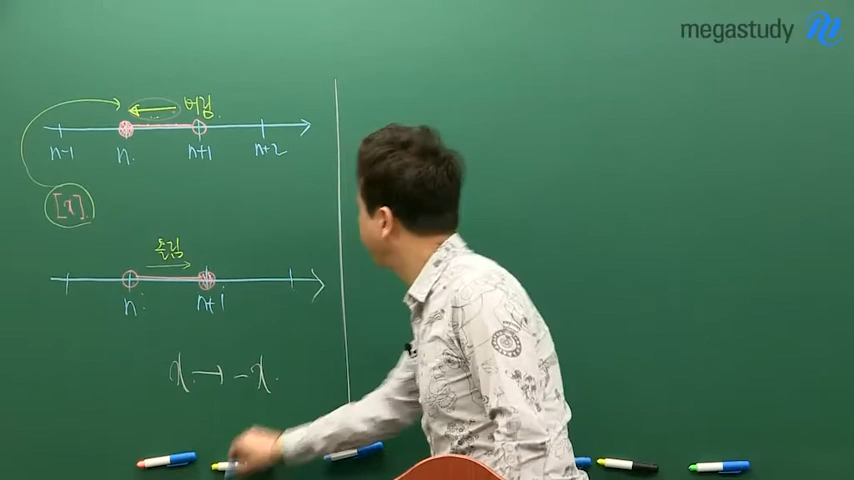 megastudy
버림.
n-1 n. n+1 n+2
[x].
올림
n n+1
x → -x.